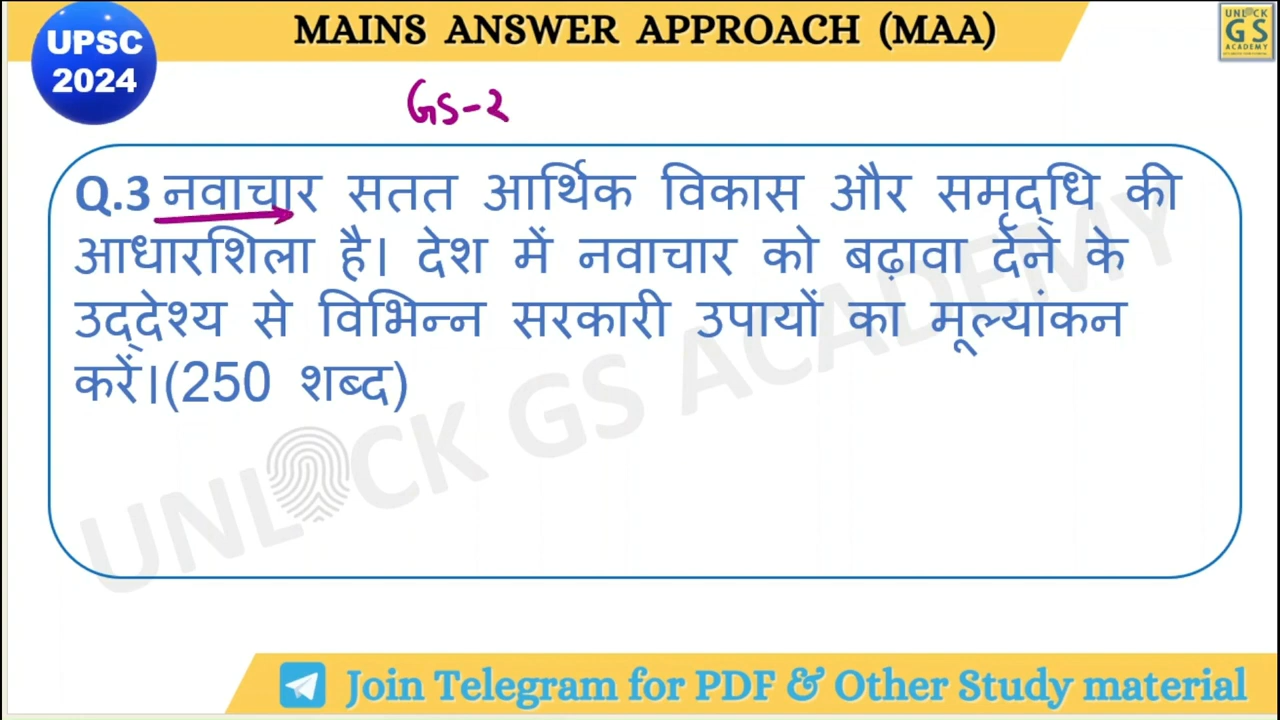 MAINS ANSWER APPROACH (MAA)
UNLOCK
GS
ACADEMY
UPSC
2024
GS-2
Q.3 नवाचार सतत आर्थिक विकास और समृद्धि की
आधारशिला है। देश में नवाचार को बढ़ावा देने के
उद्देश्य से विभिन्न सरकारी उपायों का मूल्यांकन
करें।(250 शब्द)
UNLOCK GS ACADEMY
Join Telegram for PDF & Other Study material